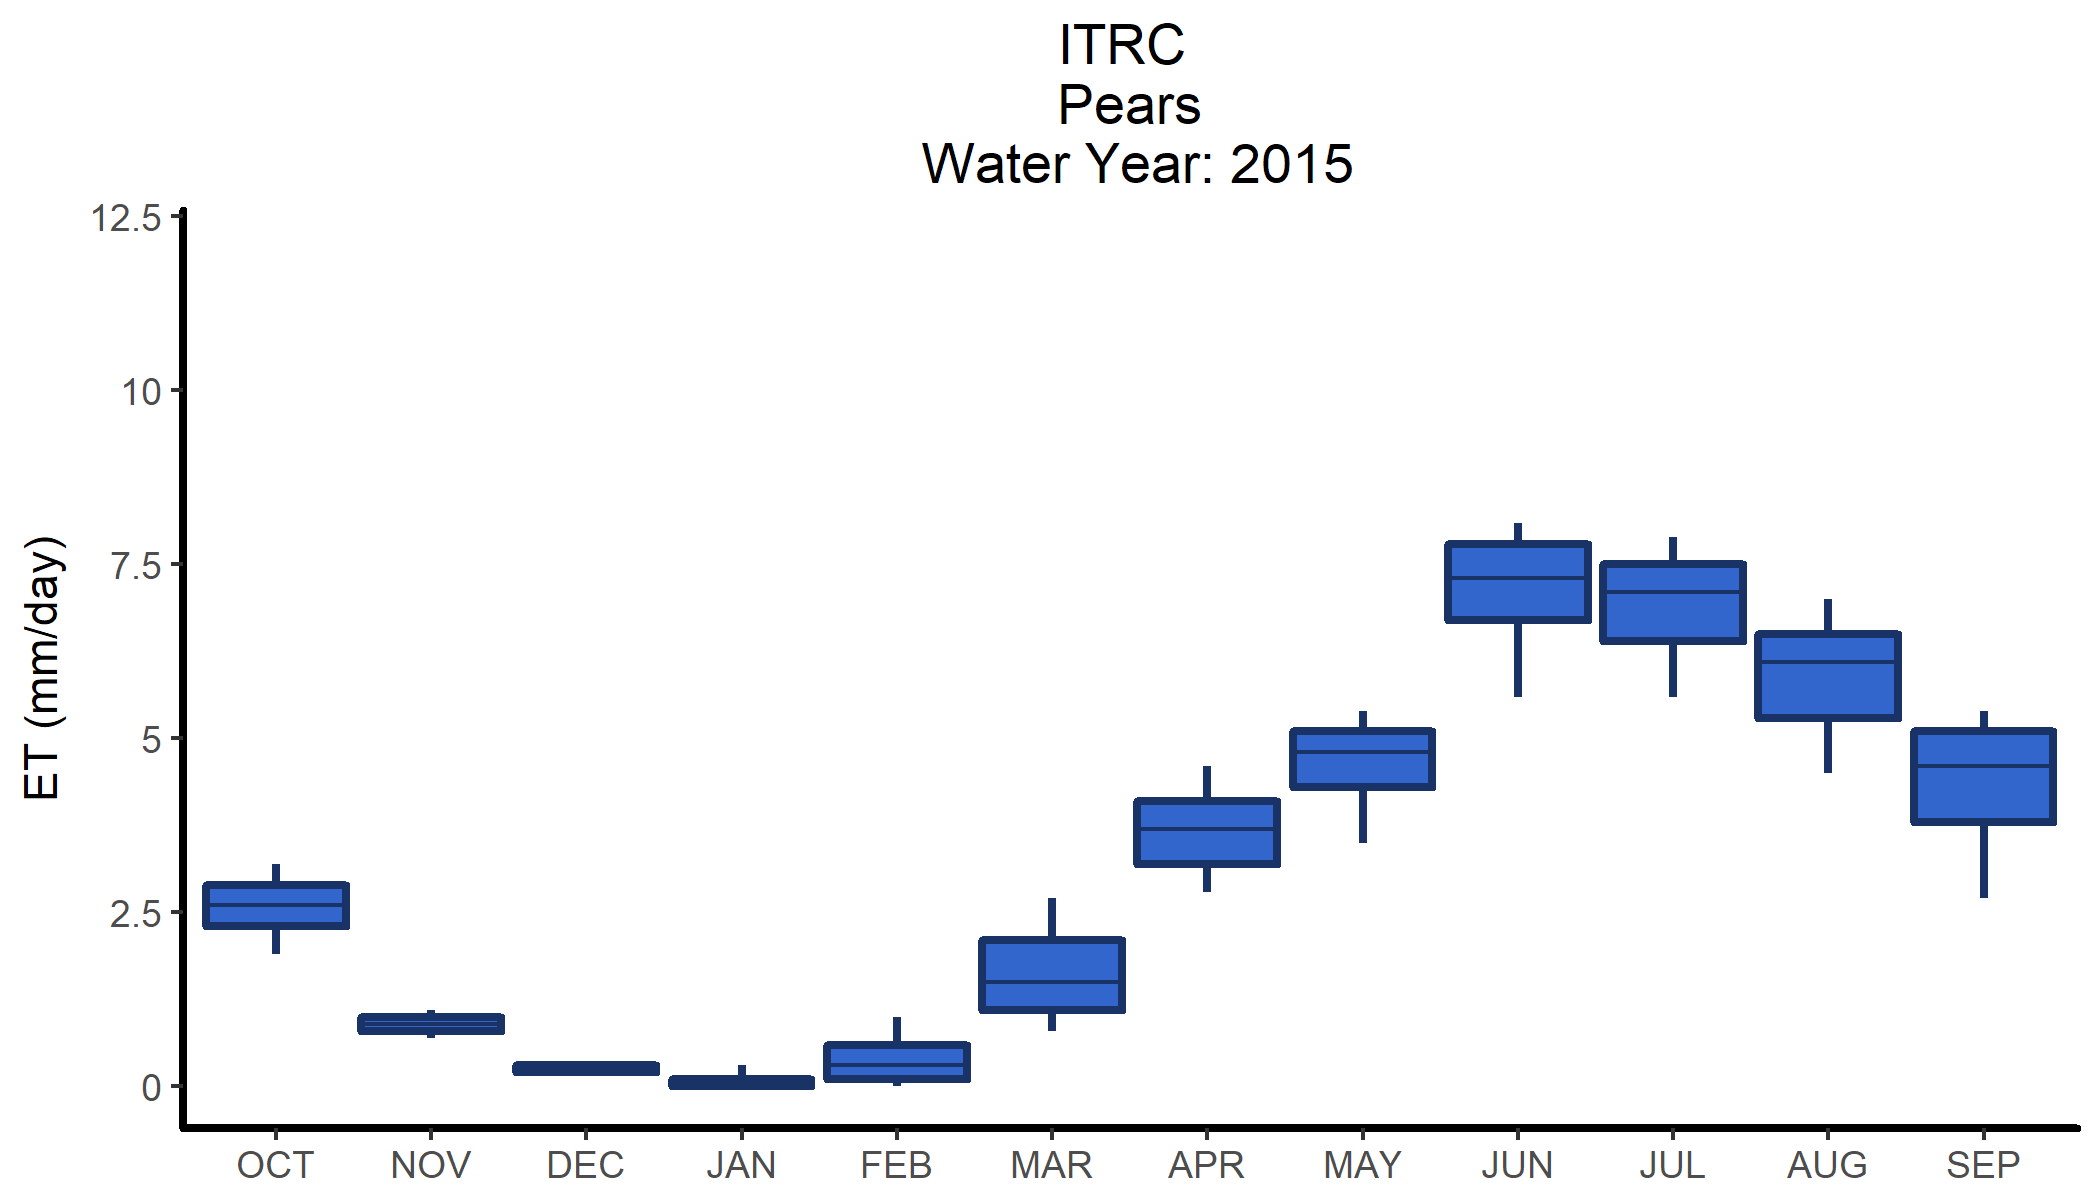 ITRC
Pears
Water Year: 2015
12.5
10
7.5
5
2.5
0
ET (mm/day)
OCT NOV DEC JAN FEB MAR APR MAY JUN JUL AUG SEP